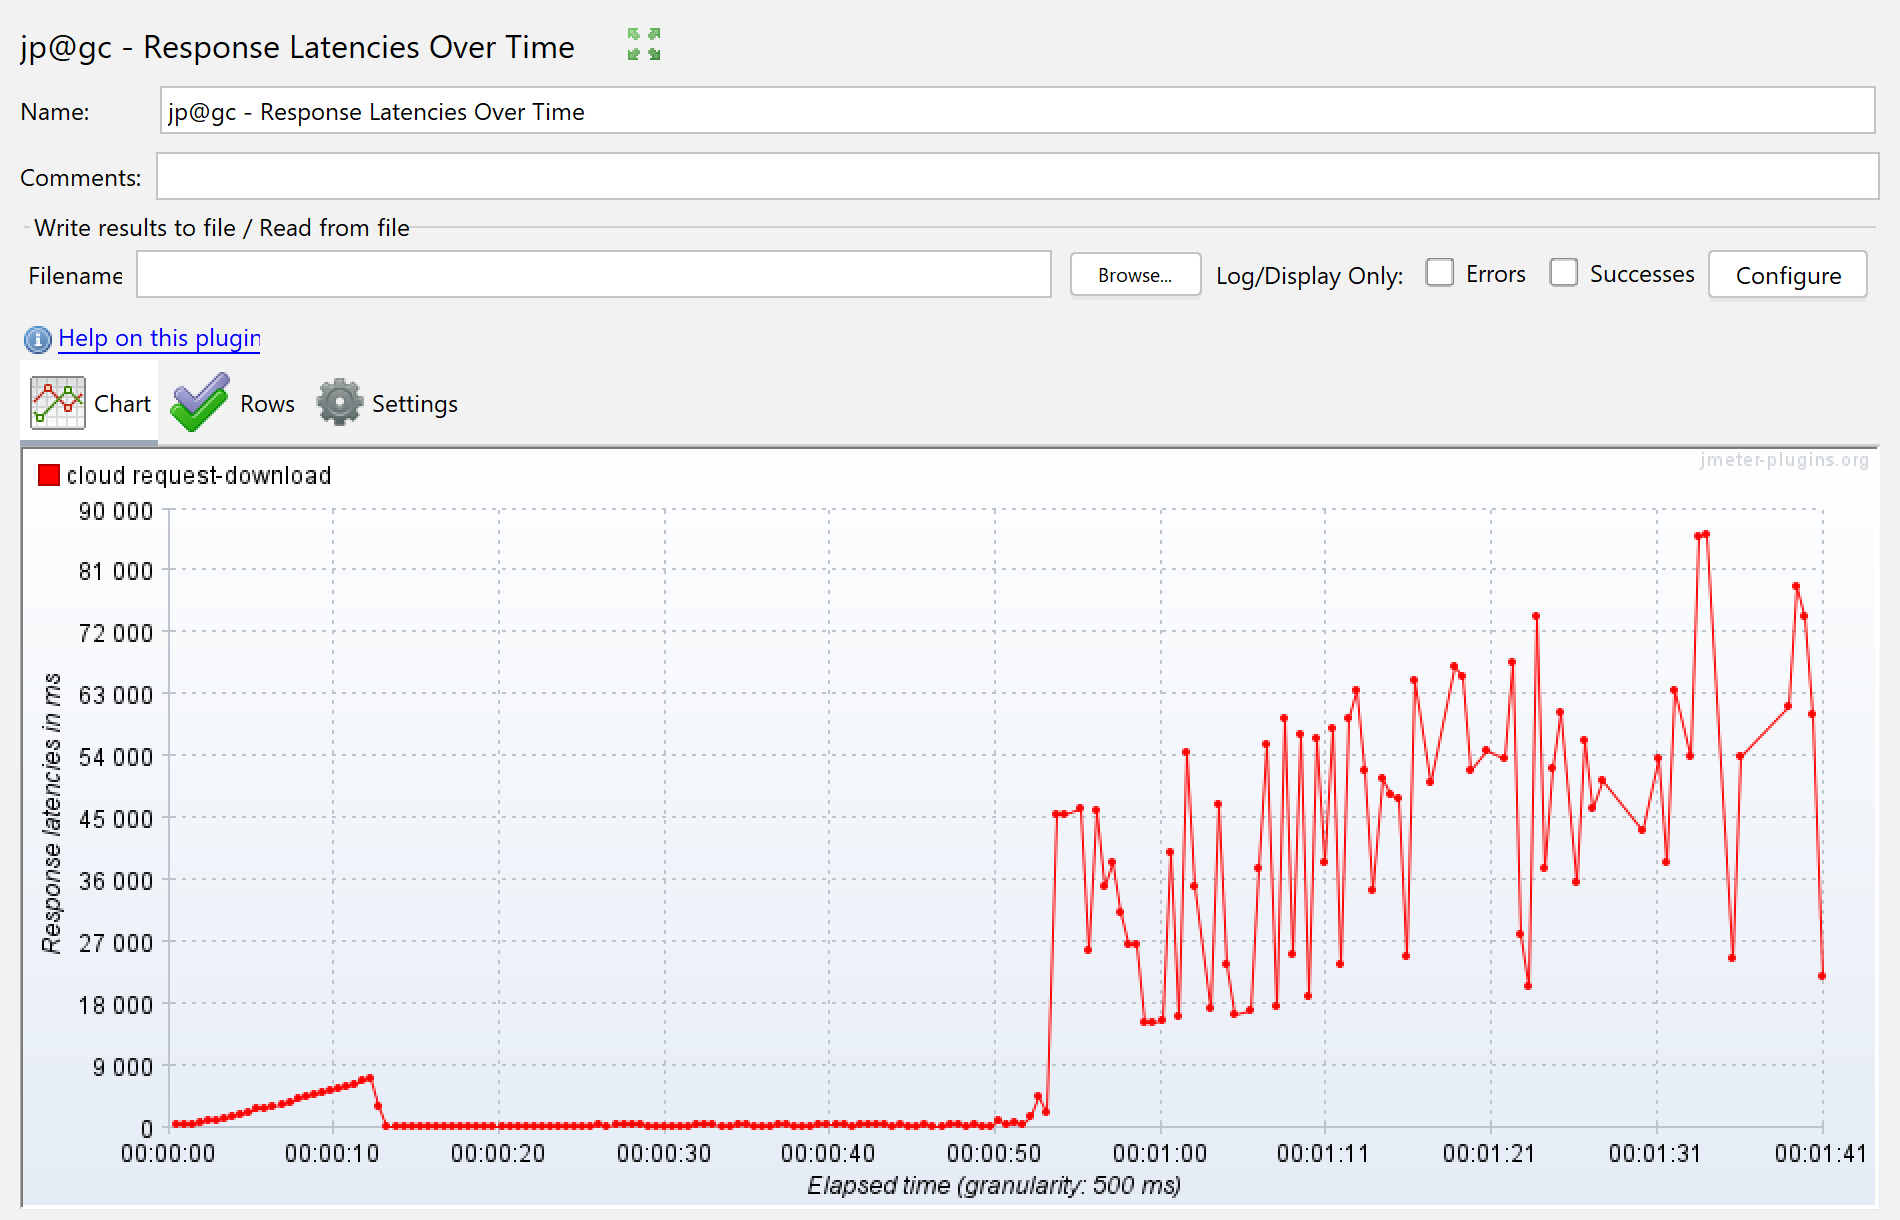 jp@gc - Response Latencies Over Time
Name: jp@gc - Response Latencies Over Time
Comments:
Write results to file / Read from file
Filename Browse... Log/Display Only: Errors Successes Configure
Help on this plugin
Chart Rows Settings
jmeter-plugins.org
cloud request-download
90 000
81 000
72 000
63 000
54 000
45 000
36 000
27 000
18 000
9 000
0
Response latencies in ms
00:00:00 00:00:10 00:00:20 00:00:30 00:00:40 00:00:50 00:01:00 00:01:11 00:01:21 00:01:31 00:01:41
Elapsed time (granularity: 500 ms)